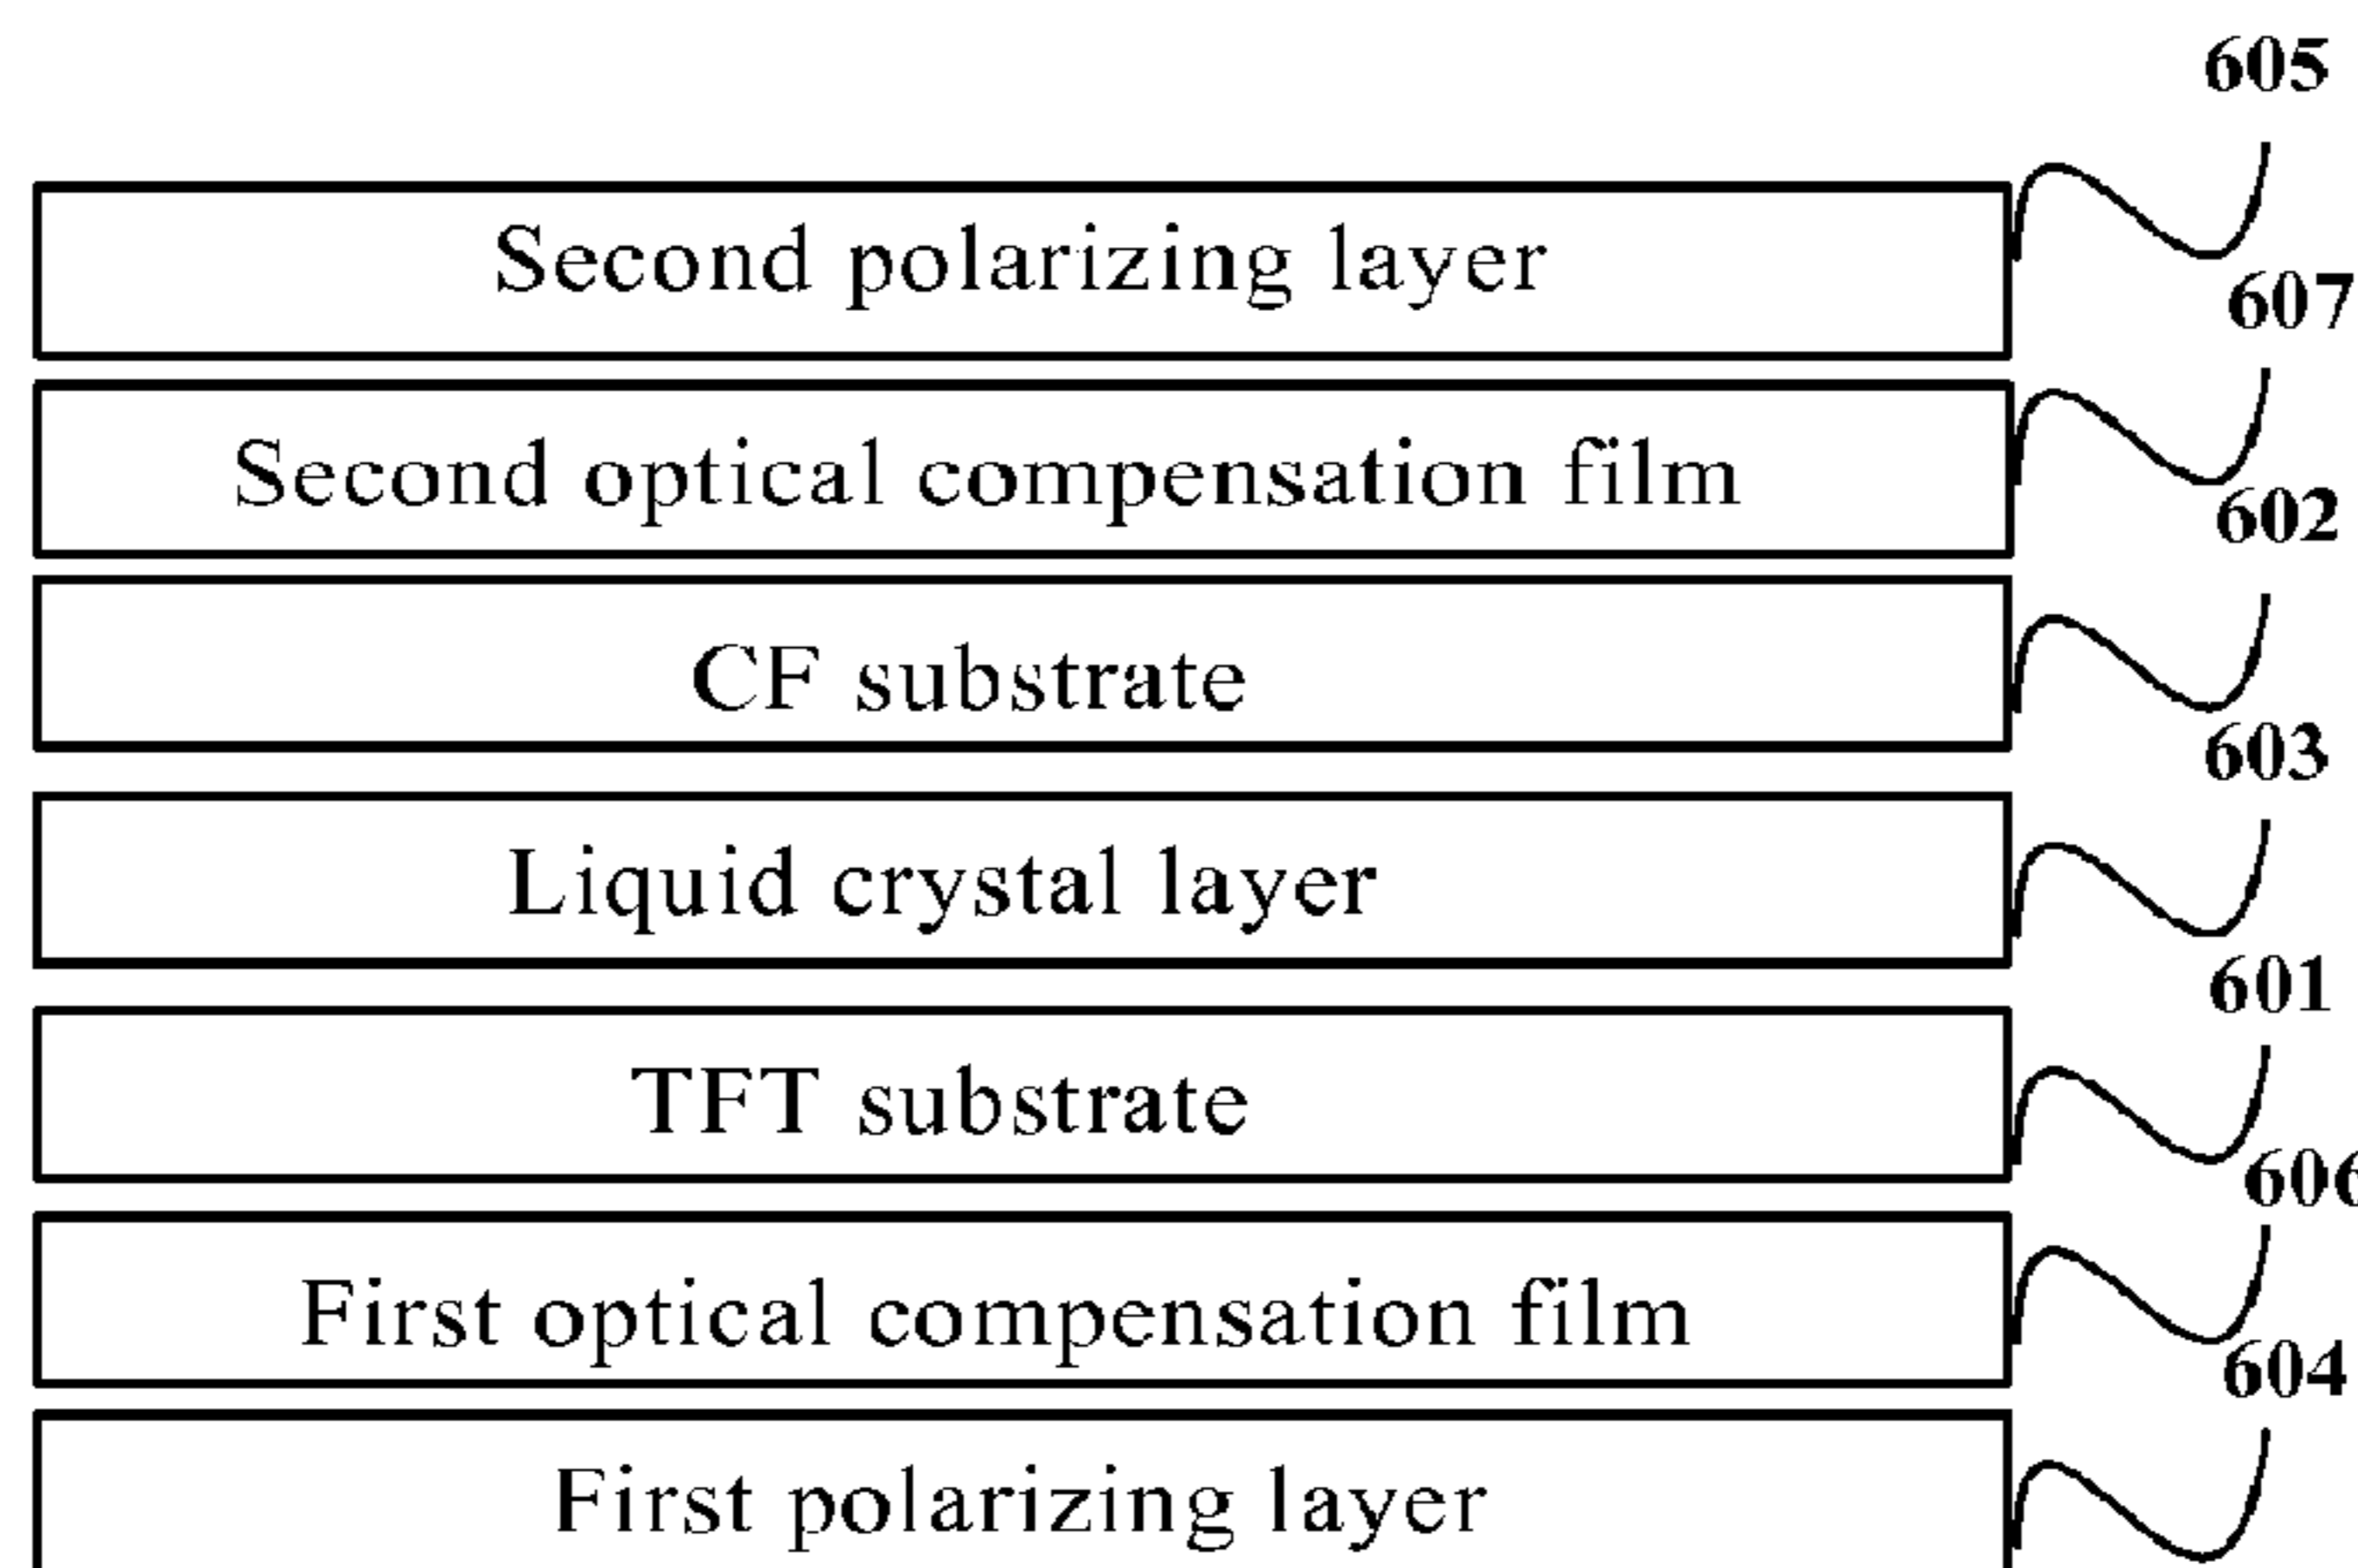 605
Second polarizing layer
607
Second optical compensation film
602
CF substrate
603
Liquid crystal layer
601
TFT substrate
606
First optical compensation film
604
First polarizing layer